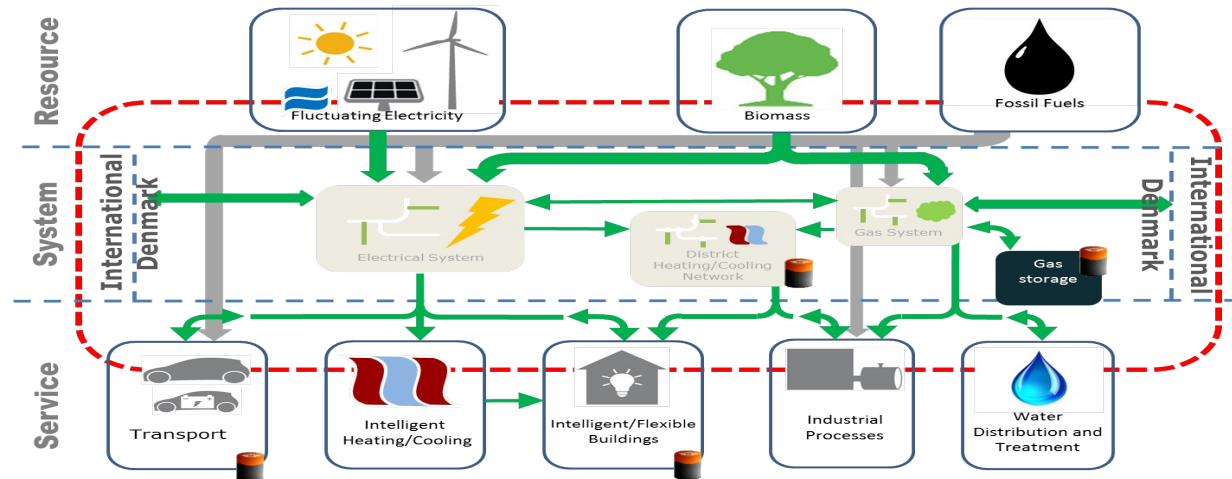 Resource
Fluctuating Electricity
Biomass
Fossil Fuels
System
International
Denmark
Electrical System
District
Heating/Cooling
Network
Gas System
Gas
storage
Denmark
International
Service
Transport
Intelligent
Heating/Cooling
Intelligent/Flexible
Buildings
Industrial
Processes
Water
Distribution and
Treatment